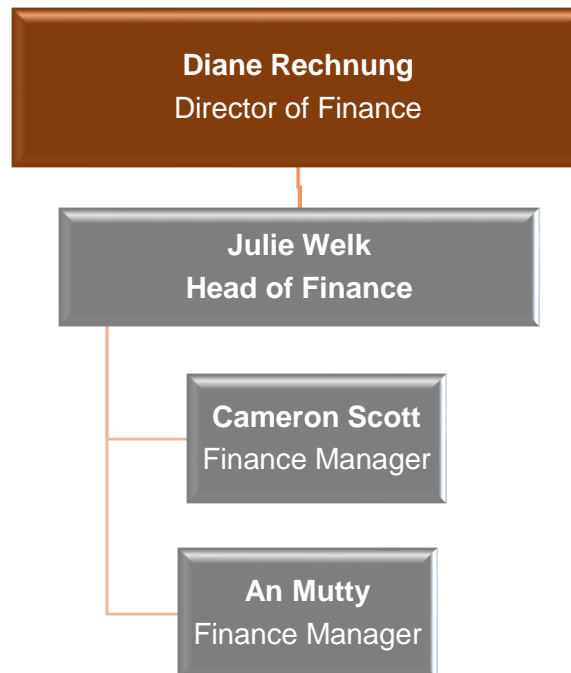 Diane Rechnung
Director of Finance
Julie Welk
Head of Finance
Cameron Scott
Finance Manager
An Mutty
Finance Manager